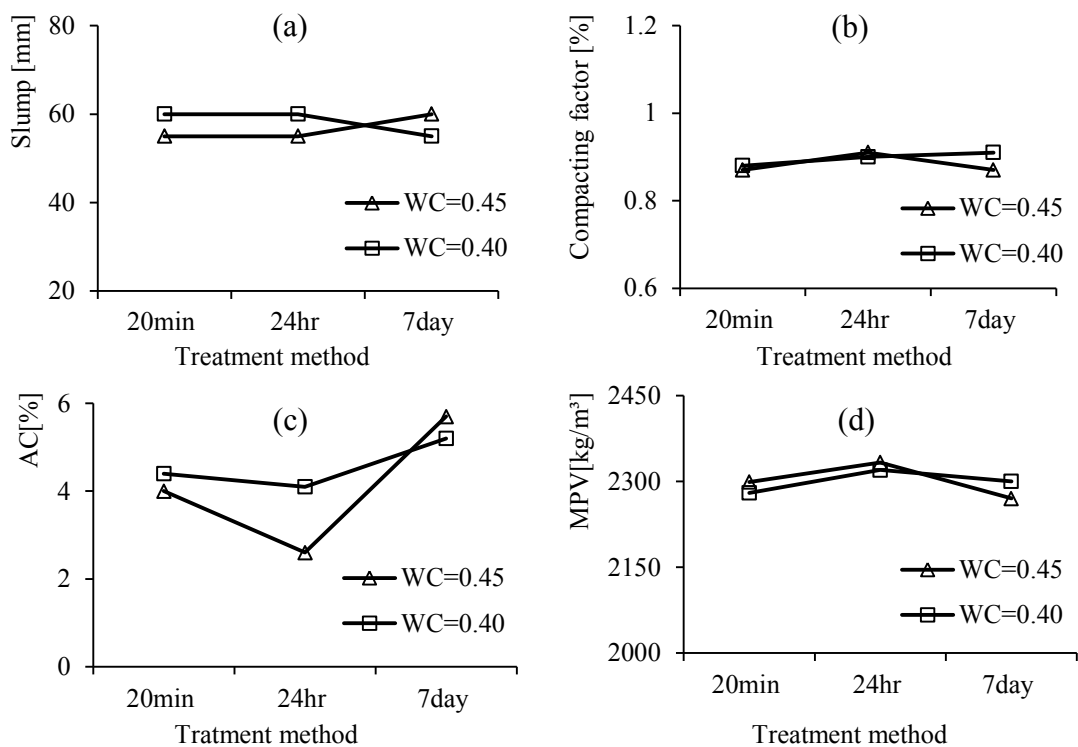 (a)
Slump [mm]
80
60
40
20
WC=0.45
WC=0.40
20min 24hr 7day
Treatment method
(b)
Compacting factor [%]
1.2
1
0.8
0.6
WC=0.45
WC=0.40
20min 24hr 7day
Treatment method
(c)
AC[%]
6
4
2
0
WC=0.45
WC=0.40
20min 24hr 7day
Tratment method
(d)
MPV[kg/m³]
2450
2300
2150
2000
WC=0.45
WC=0.40
20min 24hr 7day
Treatment method